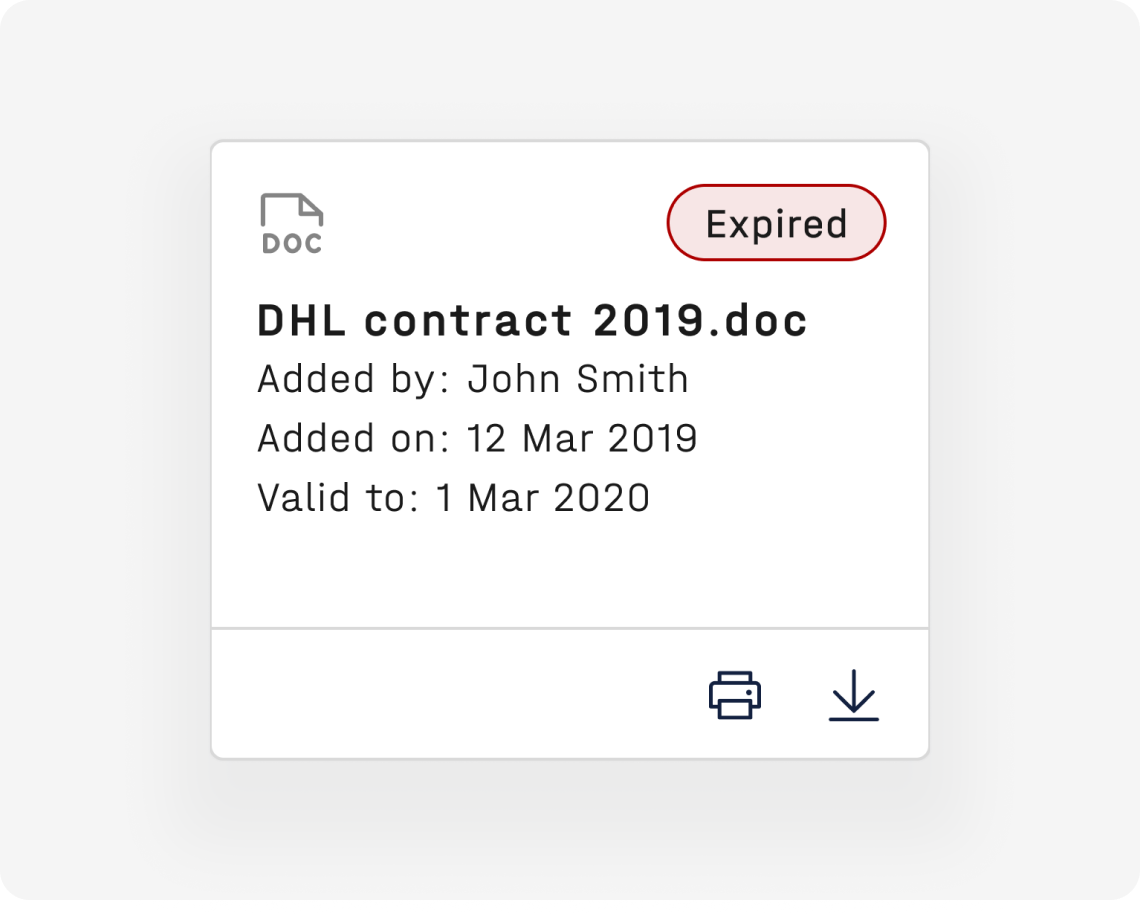 DOC
Expired
DHL contract 2019.doc
Added by: John Smith
Added on: 12 Mar 2019
Valid to: 1 Mar 2020